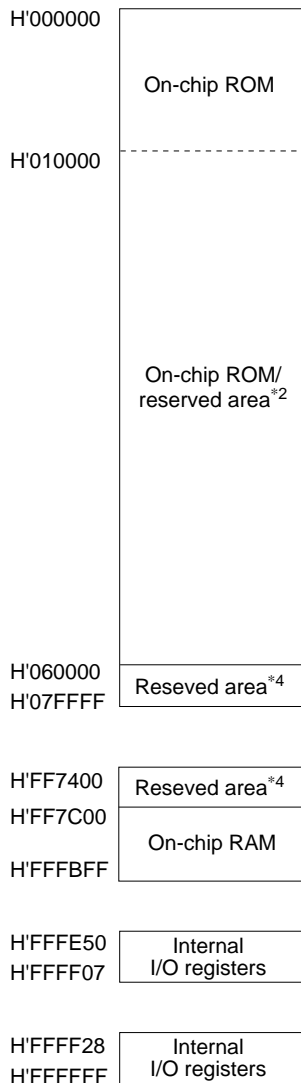 H'000000
On-chip ROM
H'010000
On-chip ROM/
reserved area*2
H'060000
Reseved area*4
H'07FFFF
H'FF7400
Reseved area*4
H'FF7C00
On-chip RAM
H'FFFBFF
H'FFFE50
Internal
I/O registers
H'FFFF07
H'FFFF28
Internal
I/O registers
H'FFFFFF